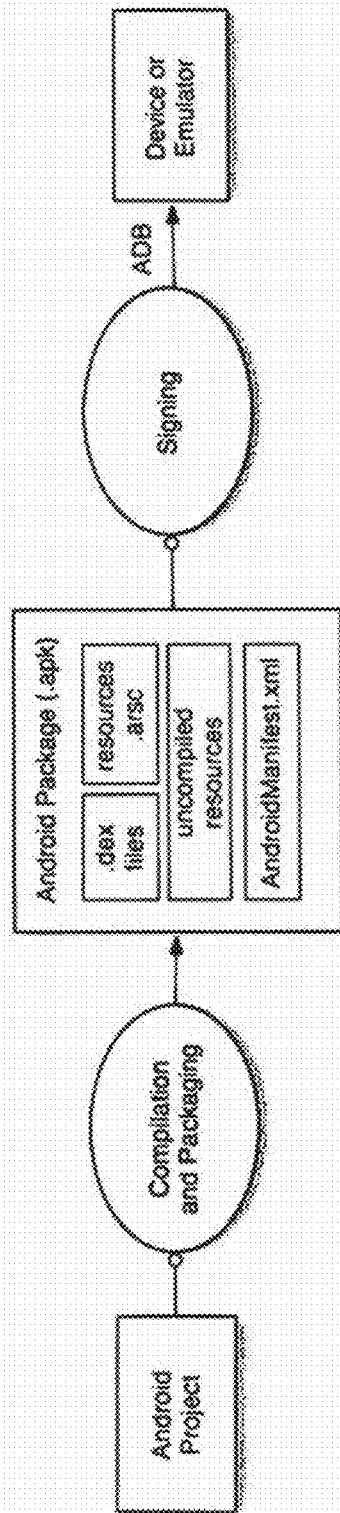 Android
Project
Compilation
and Packaging
Android Package (.apk)
.dex
files
resources
.arsc
uncompiled
resources
AndroidManifest.xml
Signing
ADB
Device or
Emulator